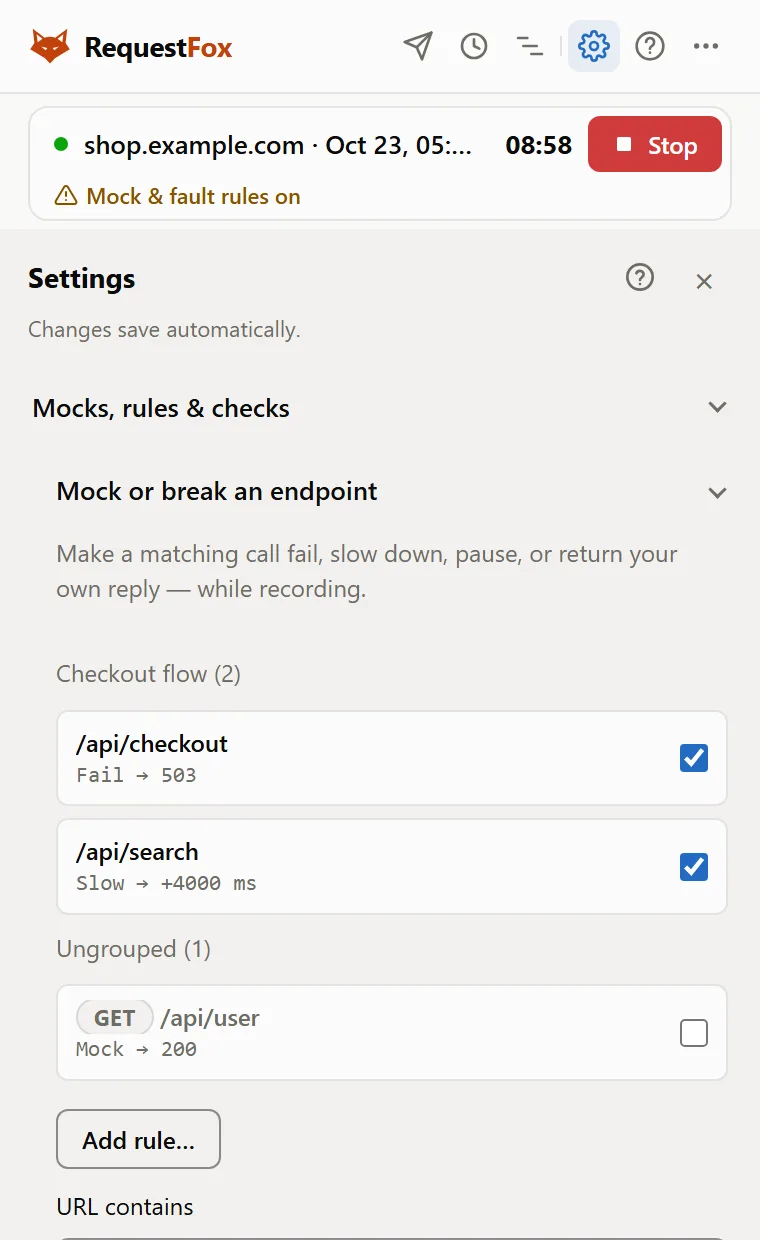 RequestFox
shop.example.com · Oct 23, 05:... 08:58 Stop
Mock & fault rules on
Settings
Changes save automatically.
Mocks, rules & checks
Mock or break an endpoint
Make a matching call fail, slow down, pause, or return your
own reply — while recording.
Checkout flow (2)
/api/checkout
Fail → 503
/api/search
Slow → +4000 ms
Ungrouped (1)
GET /api/user
Mock → 200
Add rule...
URL contains